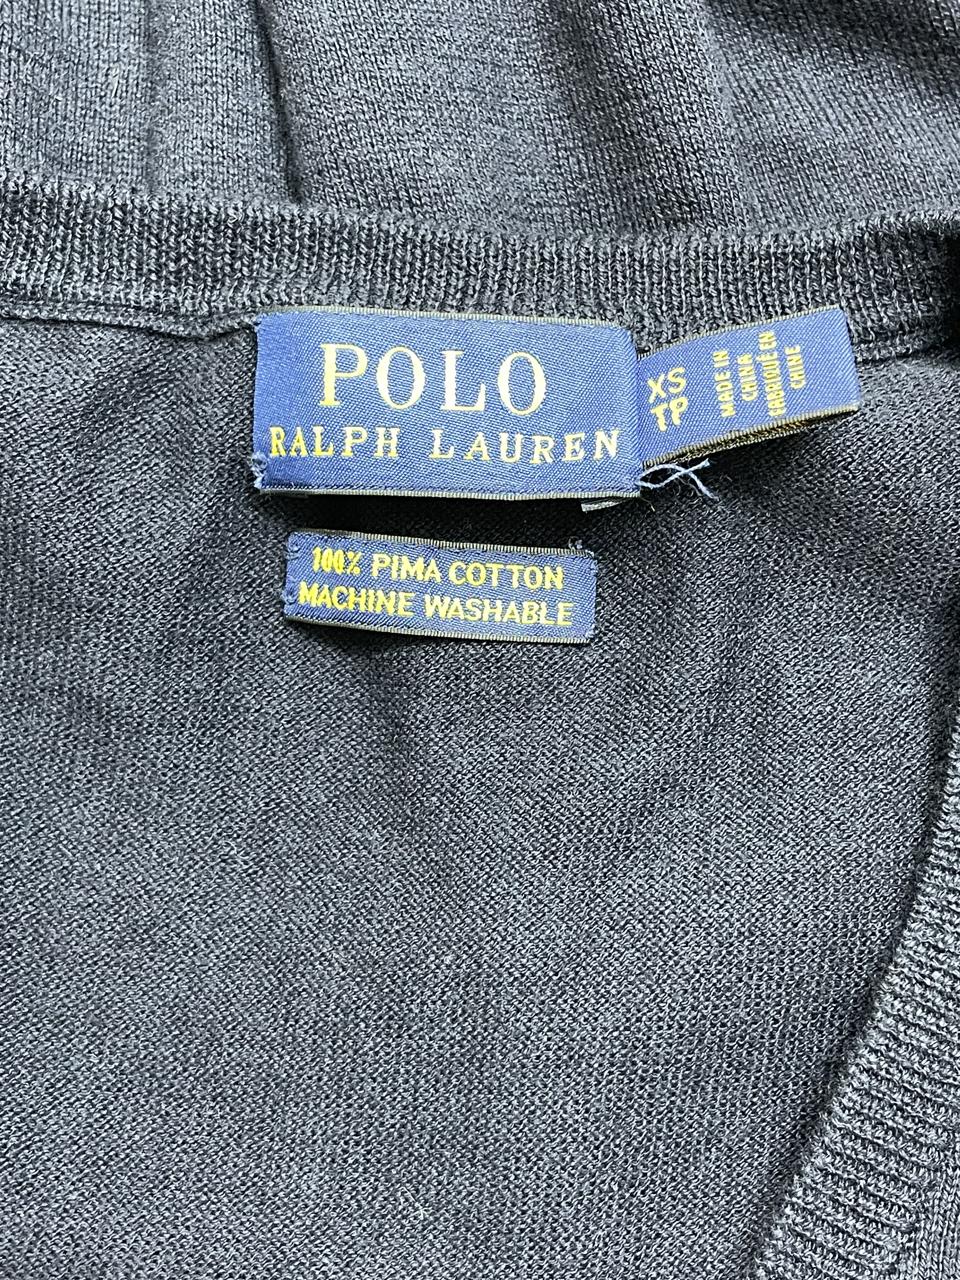 POLO
RALPH LAUREN
XS
TP
MADE IN
CHINA
FABRIQUÉ EN
CHINE
100% PIMA COTTON
MACHINE WASHABLE